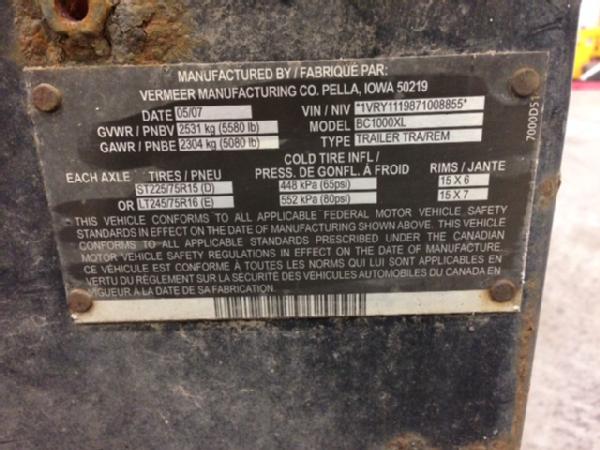 MANUFACTURED BY / FABRIQUÉ PAR:
VERMEER MANUFACTURING CO. PELLA, IOWA 50219
DATE 05/07 VIN / NIV *1VRY1119871008855*
GVWR / PNBV 2531 kg (5580 lb) MODEL BC1000XL
GAWR / PNBE 2304 kg (5080 lb) TYPE TRAILER TRA/REM
COLD TIRE INFL /
EACH AXLE TIRES / PNEU PRESS. DE GONFL. À FROID RIMS / JANTE
ST225/75R15 (D) 448 kPa (65psi) 15 X 6
OR / OU LT245/75R16 (E) 552 kPa (80psi) 15 X 7
THIS VEHICLE CONFORMS TO ALL APPLICABLE FEDERAL MOTOR VEHICLE SAFETY
STANDARDS IN EFFECT ON THE DATE OF MANUFACTURING SHOWN ABOVE. THIS VEHICLE
CONFORMS TO ALL APPLICABLE STANDARDS PRESCRIBED UNDER THE CANADIAN
MOTOR VEHICLE SAFETY REGULATIONS IN EFFECT ON THE DATE OF MANUFACTURE.
CE VÉHICULE EST CONFORME À TOUTES LES NORMS QUI LUI SONT APPLICABLES EN
VERTU DU RÈGLEMENT SUR LA SÉCURITÉ DES VÉHICULES AUTOMOBILES DU CANADA EN
VIGUEUR À LA DATE DE SA FABRICATION.
7000D51